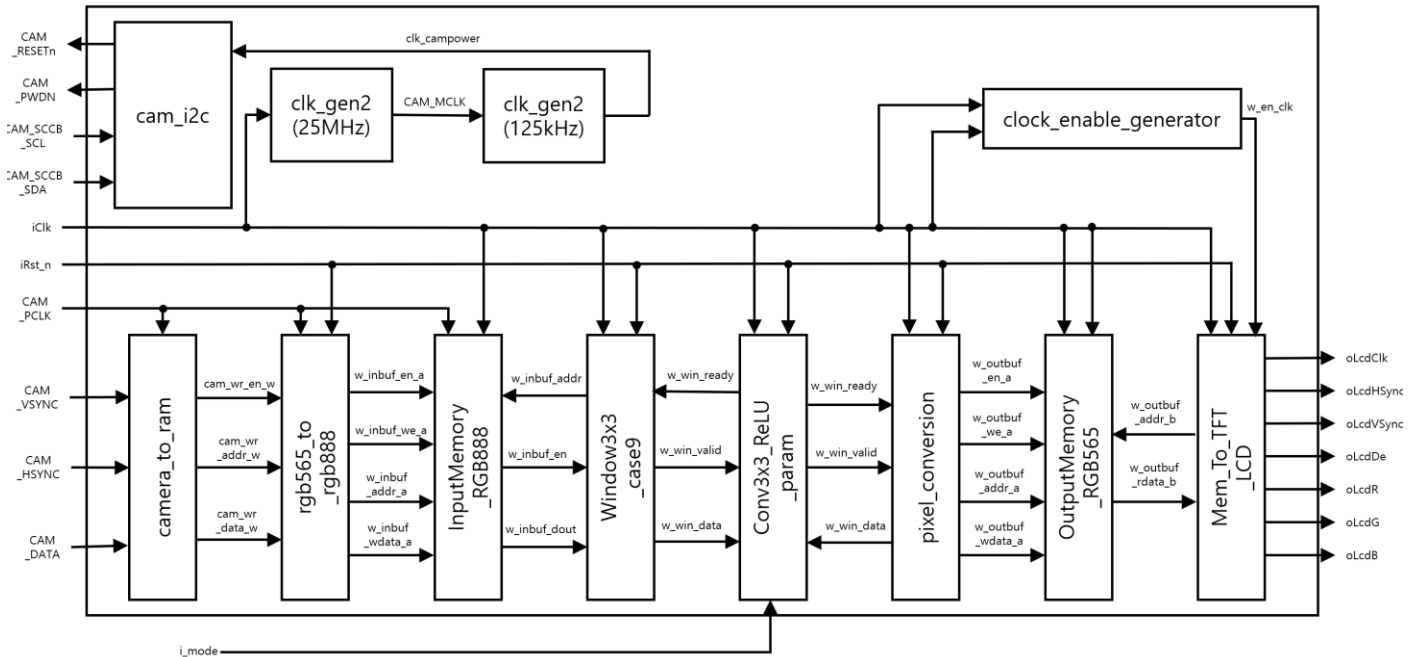 CAM
_RESETn
CAM
_PWDN
CAM_SCCB
_SCL
CAM_SCCB
_SDA
cam_i2c
clk_campower
clk_gen2
(25MHz)
CAM_MCLK
clk_gen2
(125kHz)
clock_enable_generator
w_en_clk
iClk
iRst_n
CAM
_PCLK
CAM
_VSYNC
CAM
_HSYNC
CAM
_DATA
camera_to_ram
cam_wr_en_w
cam_wr
_addr_w
cam_wr
_data_w
rgb565_to
_rgb888
w_inbuf_en_a
w_inbuf_we_a
w_inbuf
_addr_a
w_inbuf
_wdata_a
InputMemory
_RGB888
w_inbuf_addr
w_inbuf_en
w_inbuf_dout
Window3x3
_case9
w_win_ready
w_win_valid
w_win_data
Conv3x3_ReLU
_param
w_win_ready
w_win_valid
w_win_data
pixel_conversion
w_outbuf
_en_a
w_outbuf
_we_a
w_outbuf
_addr_a
w_outbuf
_wdata_a
OutputMemory
_RGB565
w_outbuf
_addr_b
w_outbuf
_rdata_b
Mem_To_TFT
_LCD
oLcdClk
oLcdHSync
oLcdVSync
oLcdDe
oLcdR
oLcdG
oLcdB
i_mode